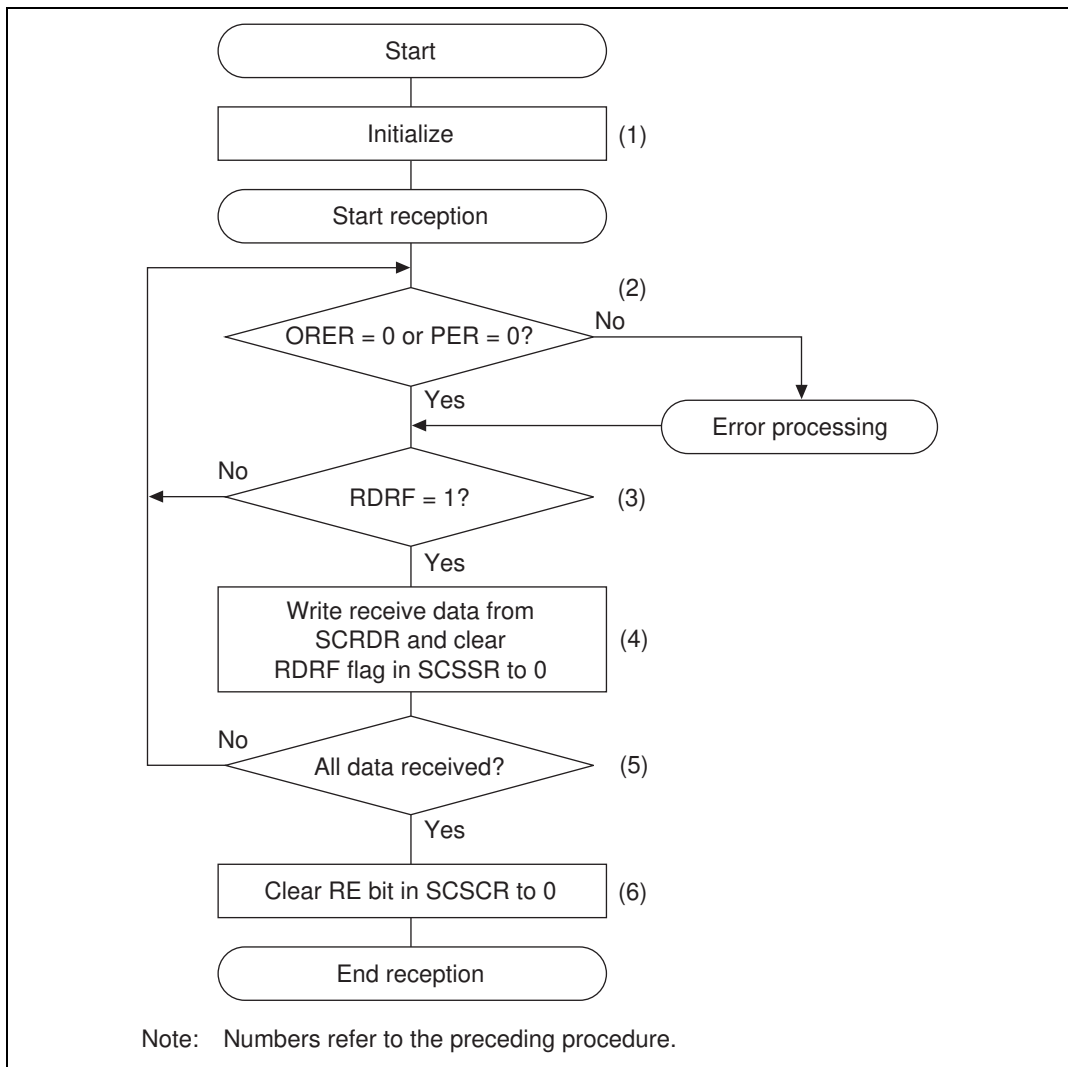 Start
Initialize
(1)
Start reception
(2)
ORER = 0 or PER = 0?
No
Yes
Error processing
No
RDRF = 1?
(3)
Yes
Write receive data from
SCRDR and clear
RDRF flag in SCSSR to 0
(4)
No
All data received?
(5)
Yes
Clear RE bit in SCSCR to 0
(6)
End reception
Note: Numbers refer to the preceding procedure.